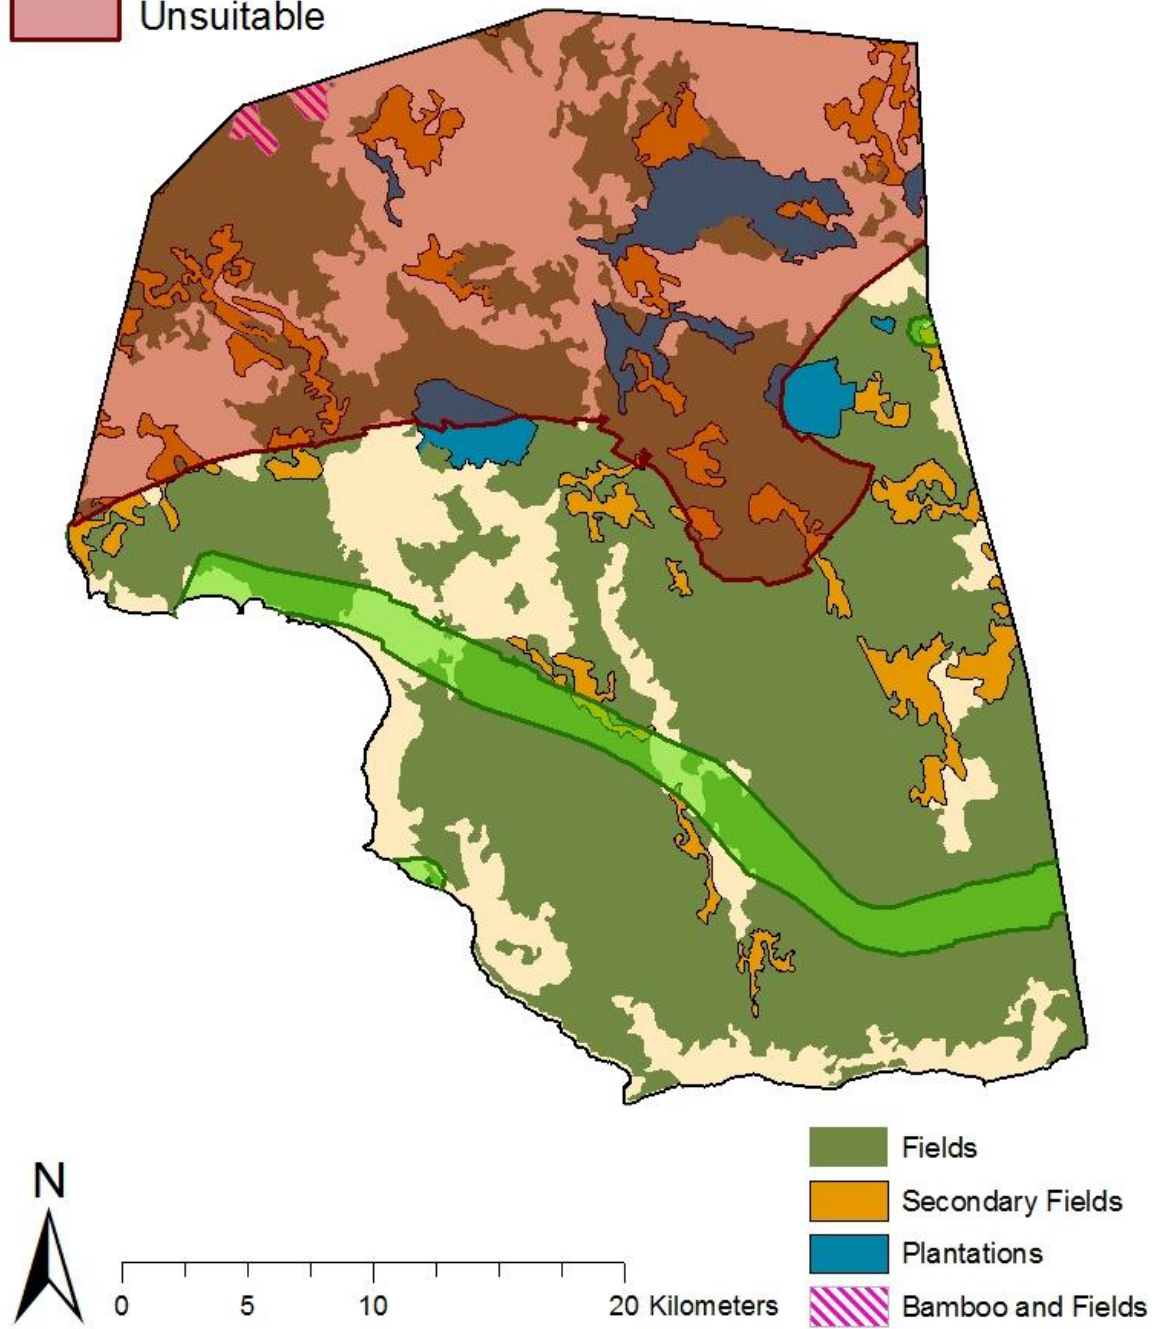 Unsuitable
Fields
N
Secondary Fields
Plantations
0 5 10 20 Kilometers
Bamboo and Fields